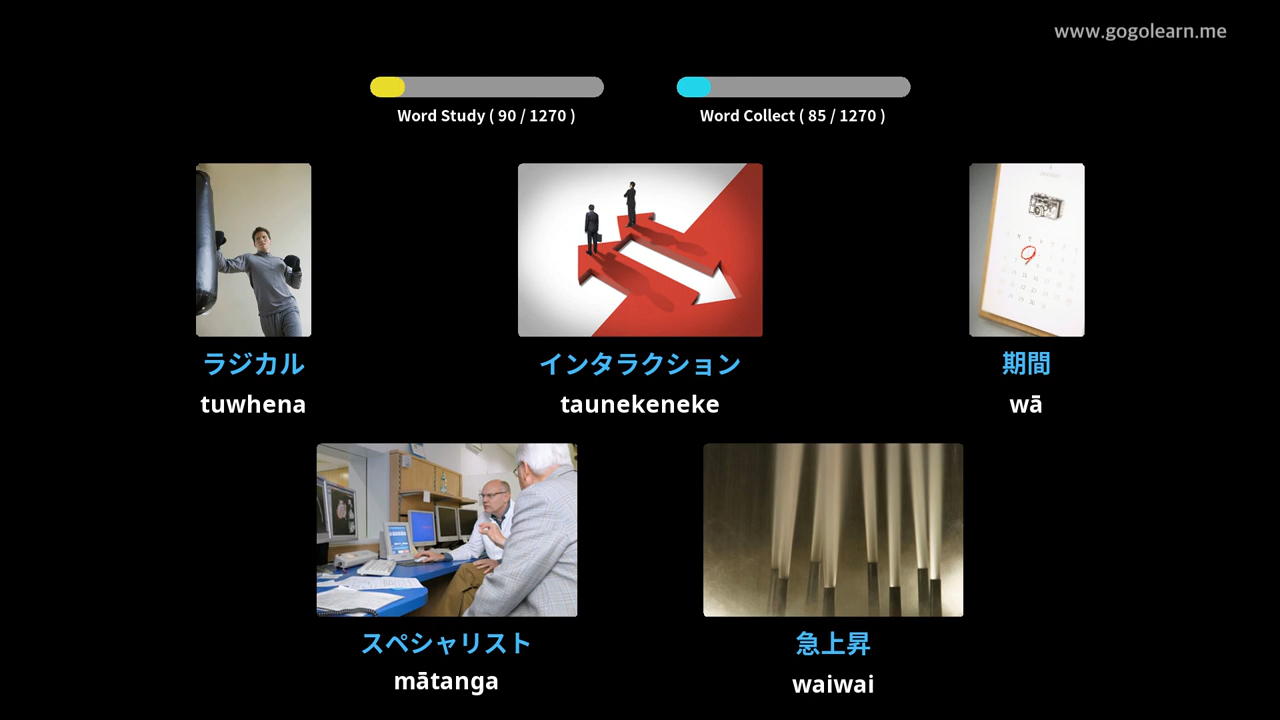 www.gogolearn.me
Word Study ( 90 / 1270 )
Word Collect ( 85 / 1270 )
ラジカル
tuwhena
インタラクション
taunekeneke
期間
wā
スペシャリスト
mātanga
急上昇
waiwai